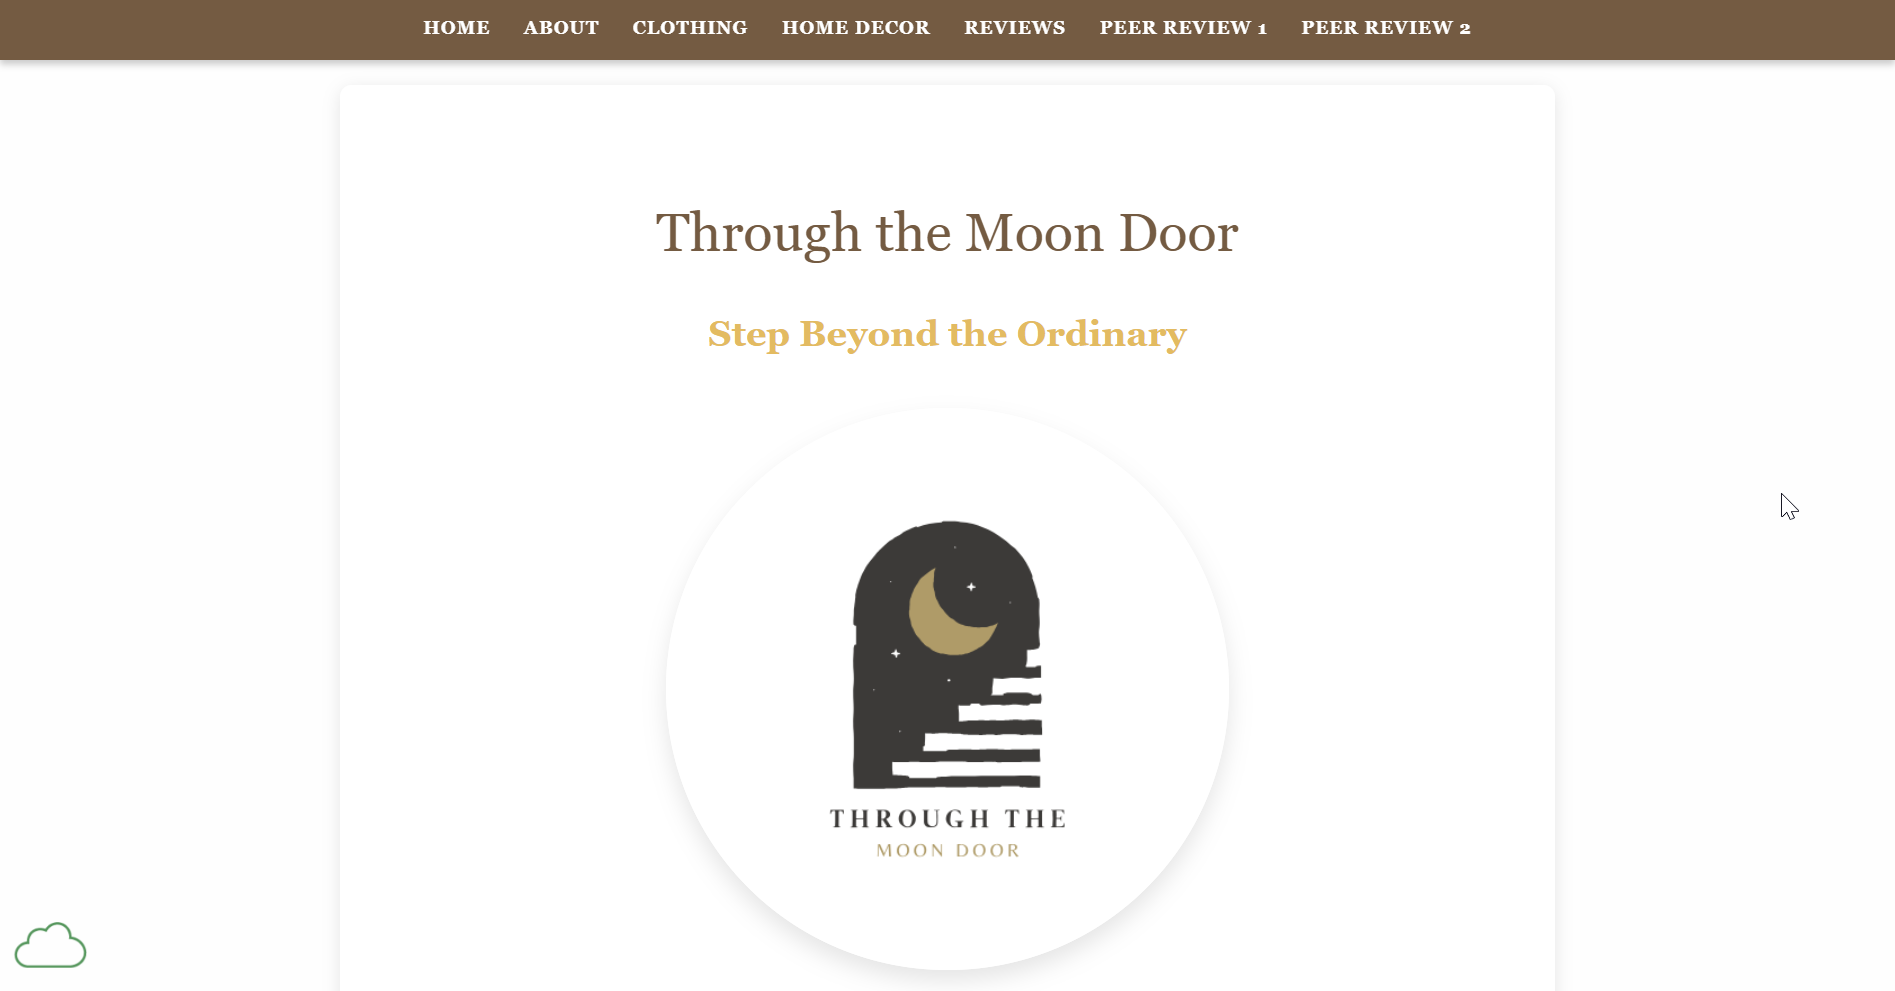 HOME ABOUT CLOTHING HOME DECOR REVIEWS PEER REVIEW 1 PEER REVIEW 2
Through the Moon Door
Step Beyond the Ordinary
THROUGH THE
MOON DOOR